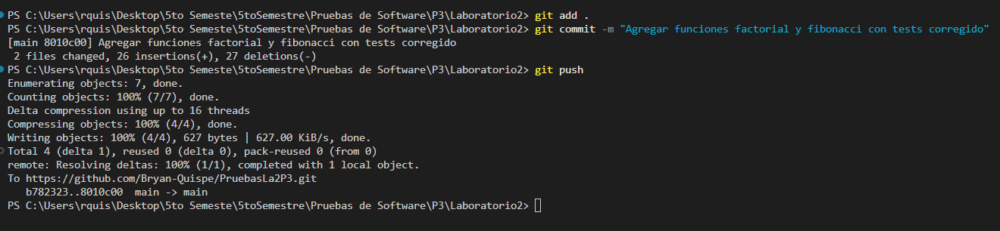 PS C:\Users\rquis\Desktop\5to Semeste\5toSemestre\Pruebas de Software\P3\Laboratorio2> git add .
PS C:\Users\rquis\Desktop\5to Semeste\5toSemestre\Pruebas de Software\P3\Laboratorio2> git commit -m "Agregar funciones factorial y fibonacci con tests corregido"
[main 8010c00] Agregar funciones factorial y fibonacci con tests corregido
 2 files changed, 26 insertions(+), 27 deletions(-)
PS C:\Users\rquis\Desktop\5to Semeste\5toSemestre\Pruebas de Software\P3\Laboratorio2> git push
Enumerating objects: 7, done.
Counting objects: 100% (7/7), done.
Delta compression using up to 16 threads
Compressing objects: 100% (4/4), done.
Writing objects: 100% (4/4), 627 bytes | 627.00 KiB/s, done.
Total 4 (delta 1), reused 0 (delta 0), pack-reused 0 (from 0)
remote: Resolving deltas: 100% (1/1), completed with 1 local object.
To https://github.com/Bryan-Quispe/PruebasLa2P3.git
   b782323..8010c00  main -> main
PS C:\Users\rquis\Desktop\5to Semeste\5toSemestre\Pruebas de Software\P3\Laboratorio2>